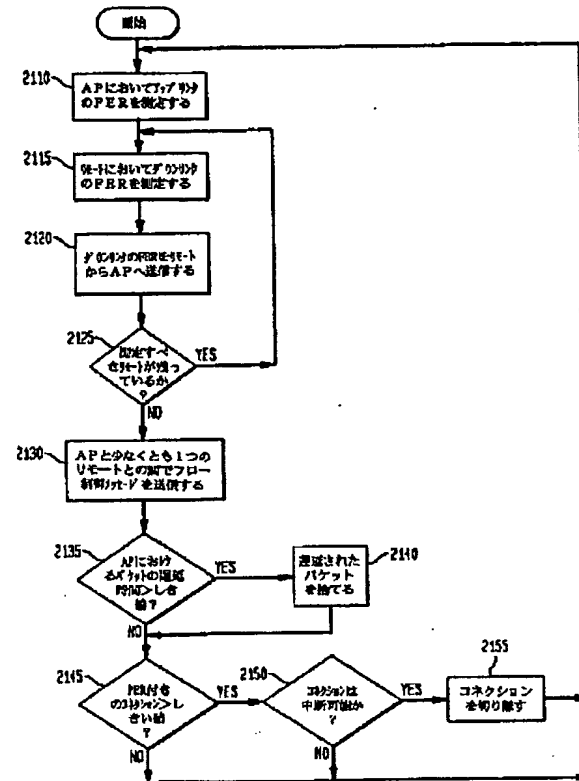 開始
2110
APにおいてアップリンク
のPERを測定する
2115
リモートにおいてダウンリンク
のPERを測定する
2120
ダウンリンクのPERをリモート
からAPへ送信する
2125
測定すべ
きリモートが残っ
ているか
?
YES
NO
2130
APと少なくとも1つの
リモートとの間でフロー
制御メッセージを送信する
2135
APにおけ
るパケットの遅延
>しきい
値?
YES
NO
2140
遅延された
パケット
を捨てる
2145
PER付き
のコネクション>し
きい値
?
YES
NO
2150
コネクションは
中断可能か
?
YES
NO
2155
コネクション
を切り離す